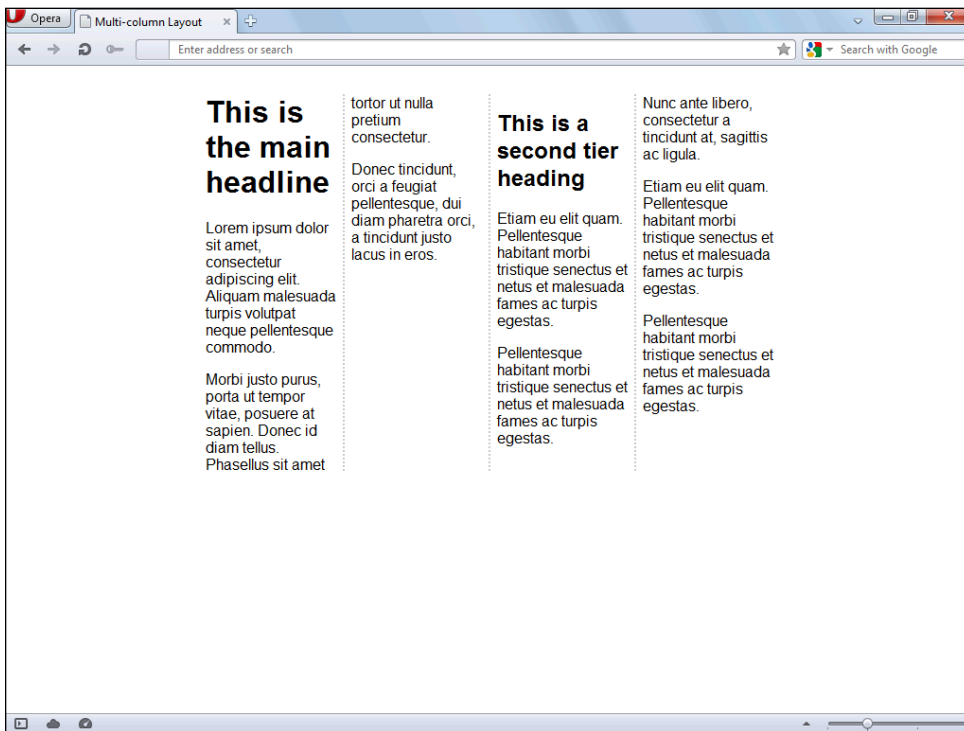 Opera
Multi-column Layout
Enter address or search
Search with Google
This is
the main
headline
Lorem ipsum dolor
sit amet,
consectetur
adipiscing elit.
Aliquam malesuada
turpis volutpat
neque pellentesque
commodo.
Morbi justo purus,
porta ut tempor
vitae, posuere at
sapien. Donec id
diam tellus.
Phasellus sit amet
tortor ut nulla
pretium
consectetur.
Donec tincidunt,
orci a feugiat
pellentesque, dui
diam pharetra orci,
a tincidunt justo
lacus in eros.
This is a
second tier
heading
Etiam eu elit quam.
Pellentesque
habitant morbi
tristique senectus et
netus et malesuada
fames ac turpis
egestas.
Pellentesque
habitant morbi
tristique senectus et
netus et malesuada
fames ac turpis
egestas.
Nunc ante libero,
consectetur a
tincidunt at, sagittis
ac ligula.
Etiam eu elit quam.
Pellentesque
habitant morbi
tristique senectus et
netus et malesuada
fames ac turpis
egestas.
Pellentesque
habitant morbi
tristique senectus et
netus et malesuada
fames ac turpis
egestas.